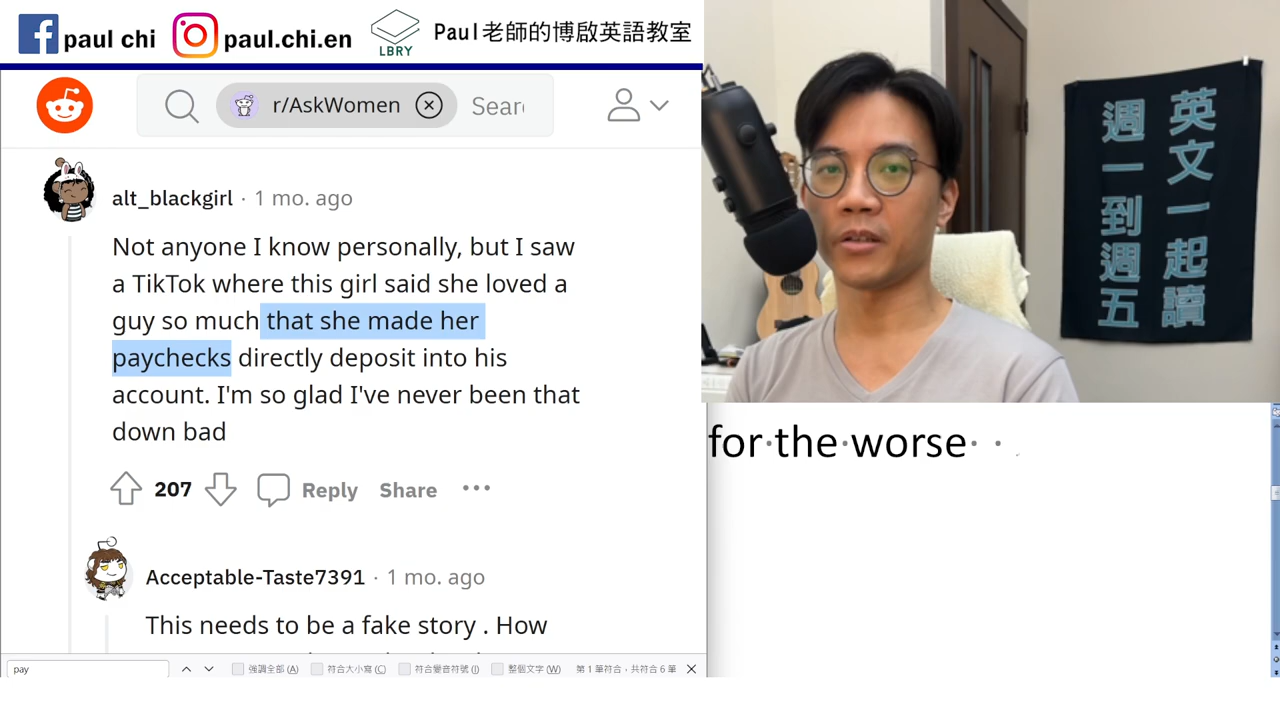 paul chi
paul.chi.en
LBRY
Paul老師的博啟英語教室
r/AskWomen
Sear
alt_blackgirl · 1 mo. ago
Not anyone I know personally, but I saw
a TikTok where this girl said she loved a
guy so much that she made her
paychecks directly deposit into his
account. I'm so glad I've never been that
down bad
207
Reply
Share
Acceptable-Taste7391 · 1 mo. ago
This needs to be a fake story . How
pay
強調全部 (A)
符合大小寫 (C)
符合變音符號 (I)
整個文字 (W)
第 1 筆符合，共符合 6 筆
英文一起讀
週一到週五
for·the·worse· ·